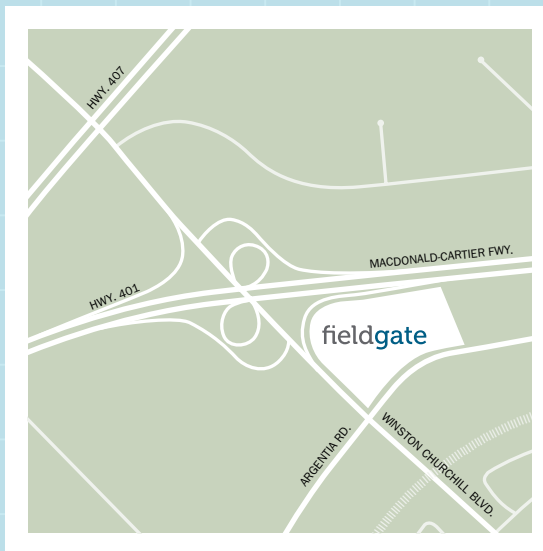 HWY. 407
MACDONALD-CARTIER FWY.
HWY. 401
fieldgate
ARGENTIA RD.
WINSTON CHURCHILL BLVD.